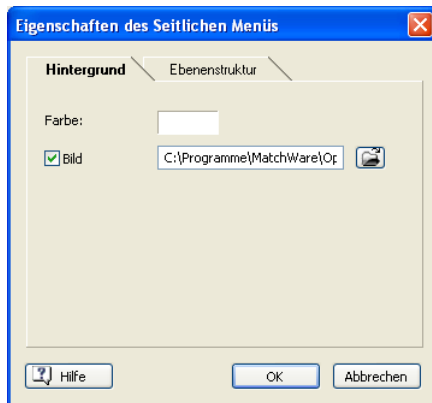 Eigenschaften des Seitlichen Menüs
Hintergrund Ebenenstruktur
Farbe:
Bild C:\Programme\MatchWare\Op
Hilfe OK Abbrechen